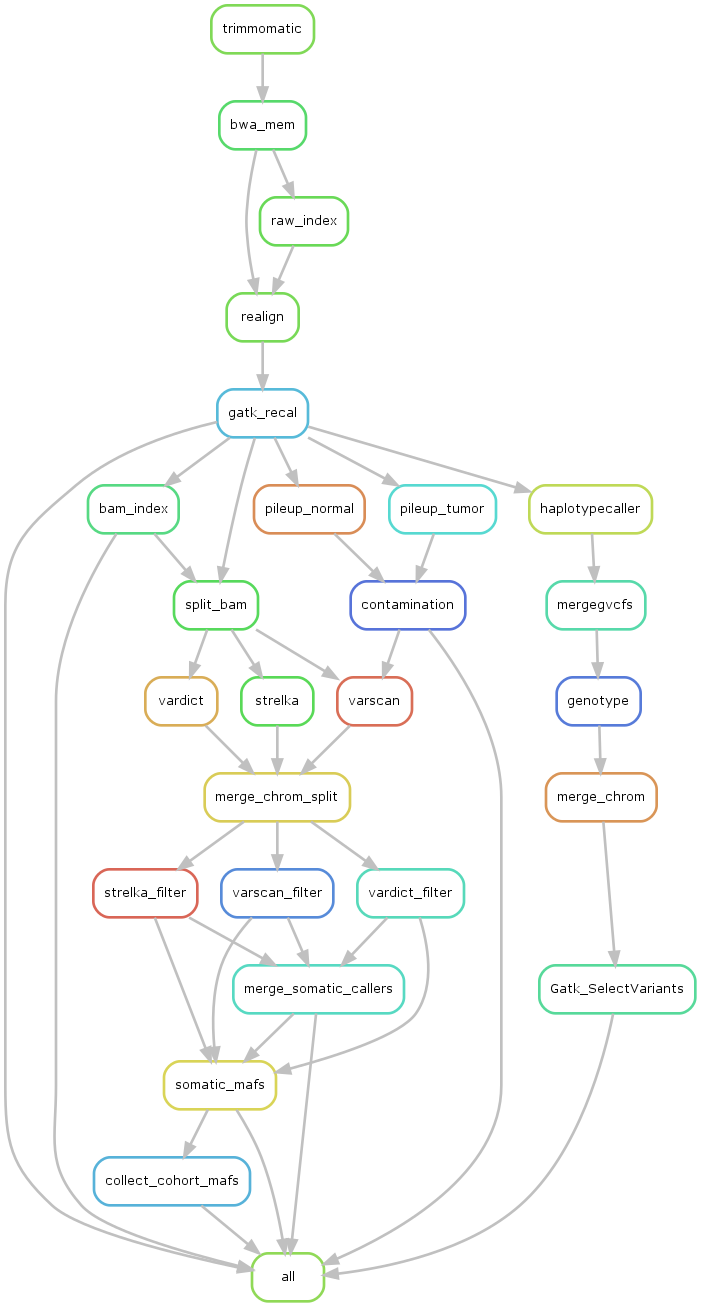 trimmomatic
bwa_mem
raw_index
realign
gatk_recal
bam_index
pileup_normal
pileup_tumor
haplotypecaller
split_bam
contamination
mergegvcfs
vardict
strelka
varscan
genotype
merge_chrom_split
merge_chrom
strelka_filter
varscan_filter
vardict_filter
merge_somatic_callers
Gatk_SelectVariants
somatic_mafs
collect_cohort_mafs
all